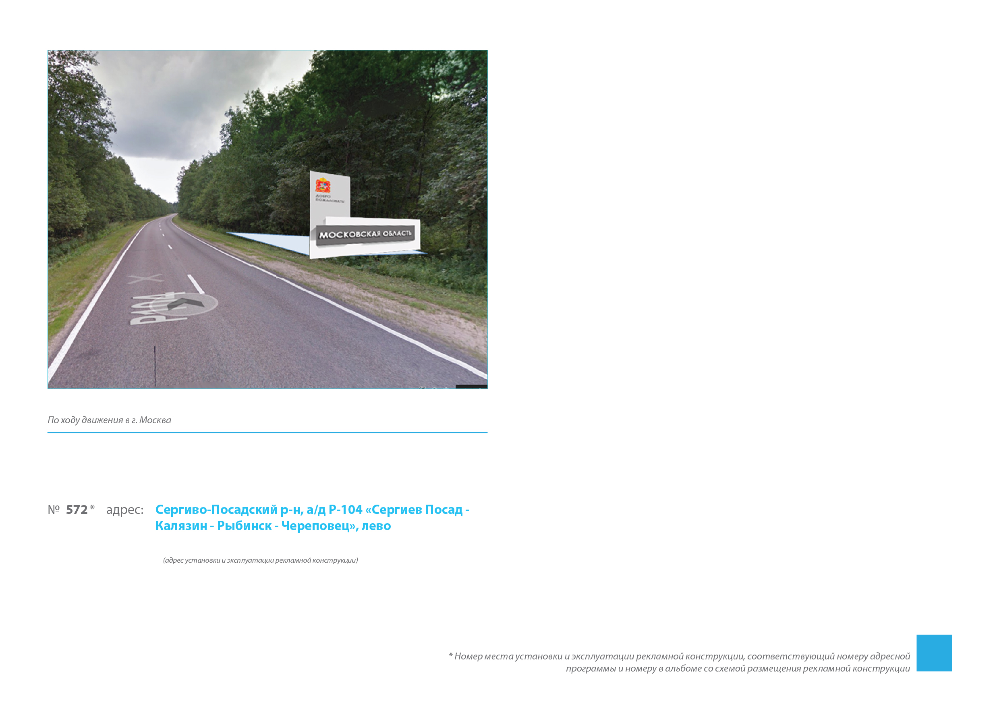 ДОБРО
ПОЖАЛОВАТЬ!
МОСКОВСКАЯ ОБЛАСТЬ
По ходу движения в г. Москва
№ 572* адрес: Сергиво-Посадский р-н, а/д Р-104 «Сергиев Посад -
Калязин - Рыбинск - Череповец», лево
(адрес установки и эксплуатации рекламной конструкции)
* Номер места установки и эксплуатации рекламной конструкции, соответствующий номеру адресной
программы и номеру в альбоме со схемой размещения рекламной конструкции